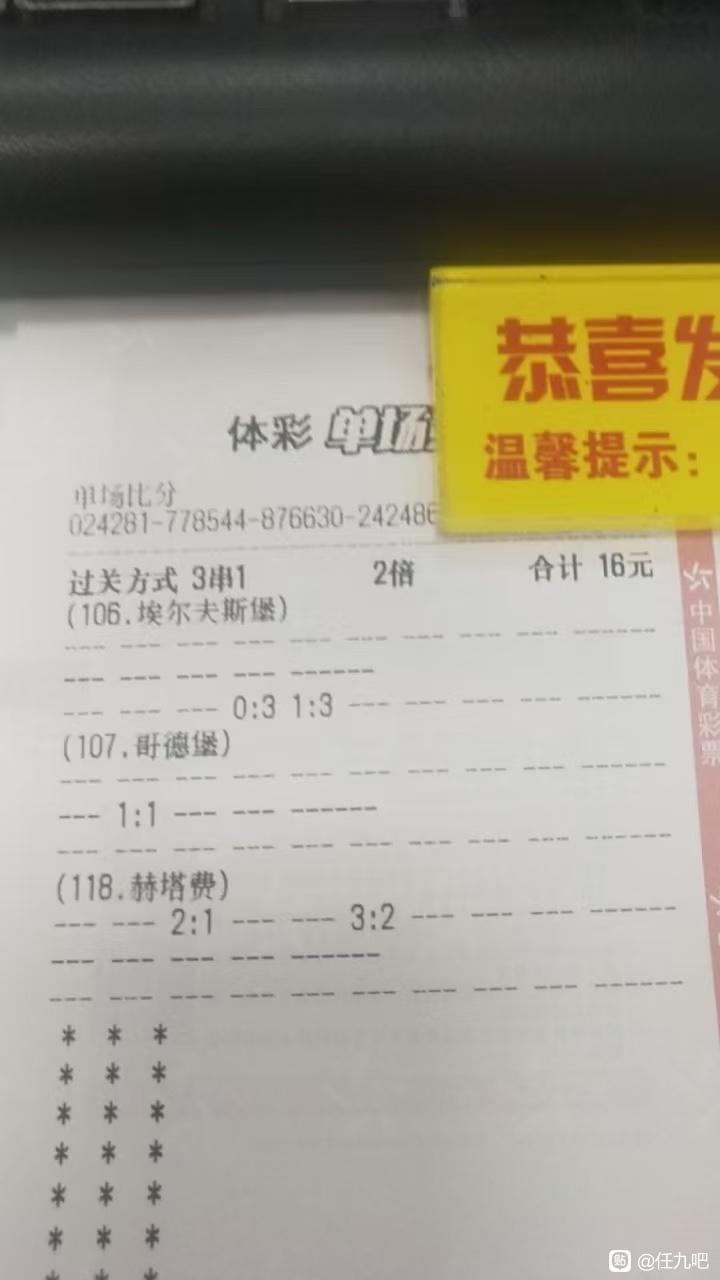 恭喜发
温馨提示：
体彩 单场
单场比分
024281-778544-876630-242486
过关方式 3串1 2倍 合计 16元
(106.埃尔夫斯堡)
--- --- --- --- --- --- --- --- --- ------
--- --- --- --- ------
--- --- --- 0:3 1:3 --- --- --- --- ------
(107.哥德堡)
--- --- --- --- --- --- --- --- --- ------
--- 1:1 --- --- ------
--- --- --- --- --- --- --- --- --- ------
(118.赫塔费)
--- --- 2:1 --- --- 3:2 --- --- --- ------
--- --- --- --- ------
--- --- --- --- --- --- --- --- --- ------
* * *
* * *
* * *
* * *
* * *
* * *
* * *
中国体育彩票
贴 @任九吧